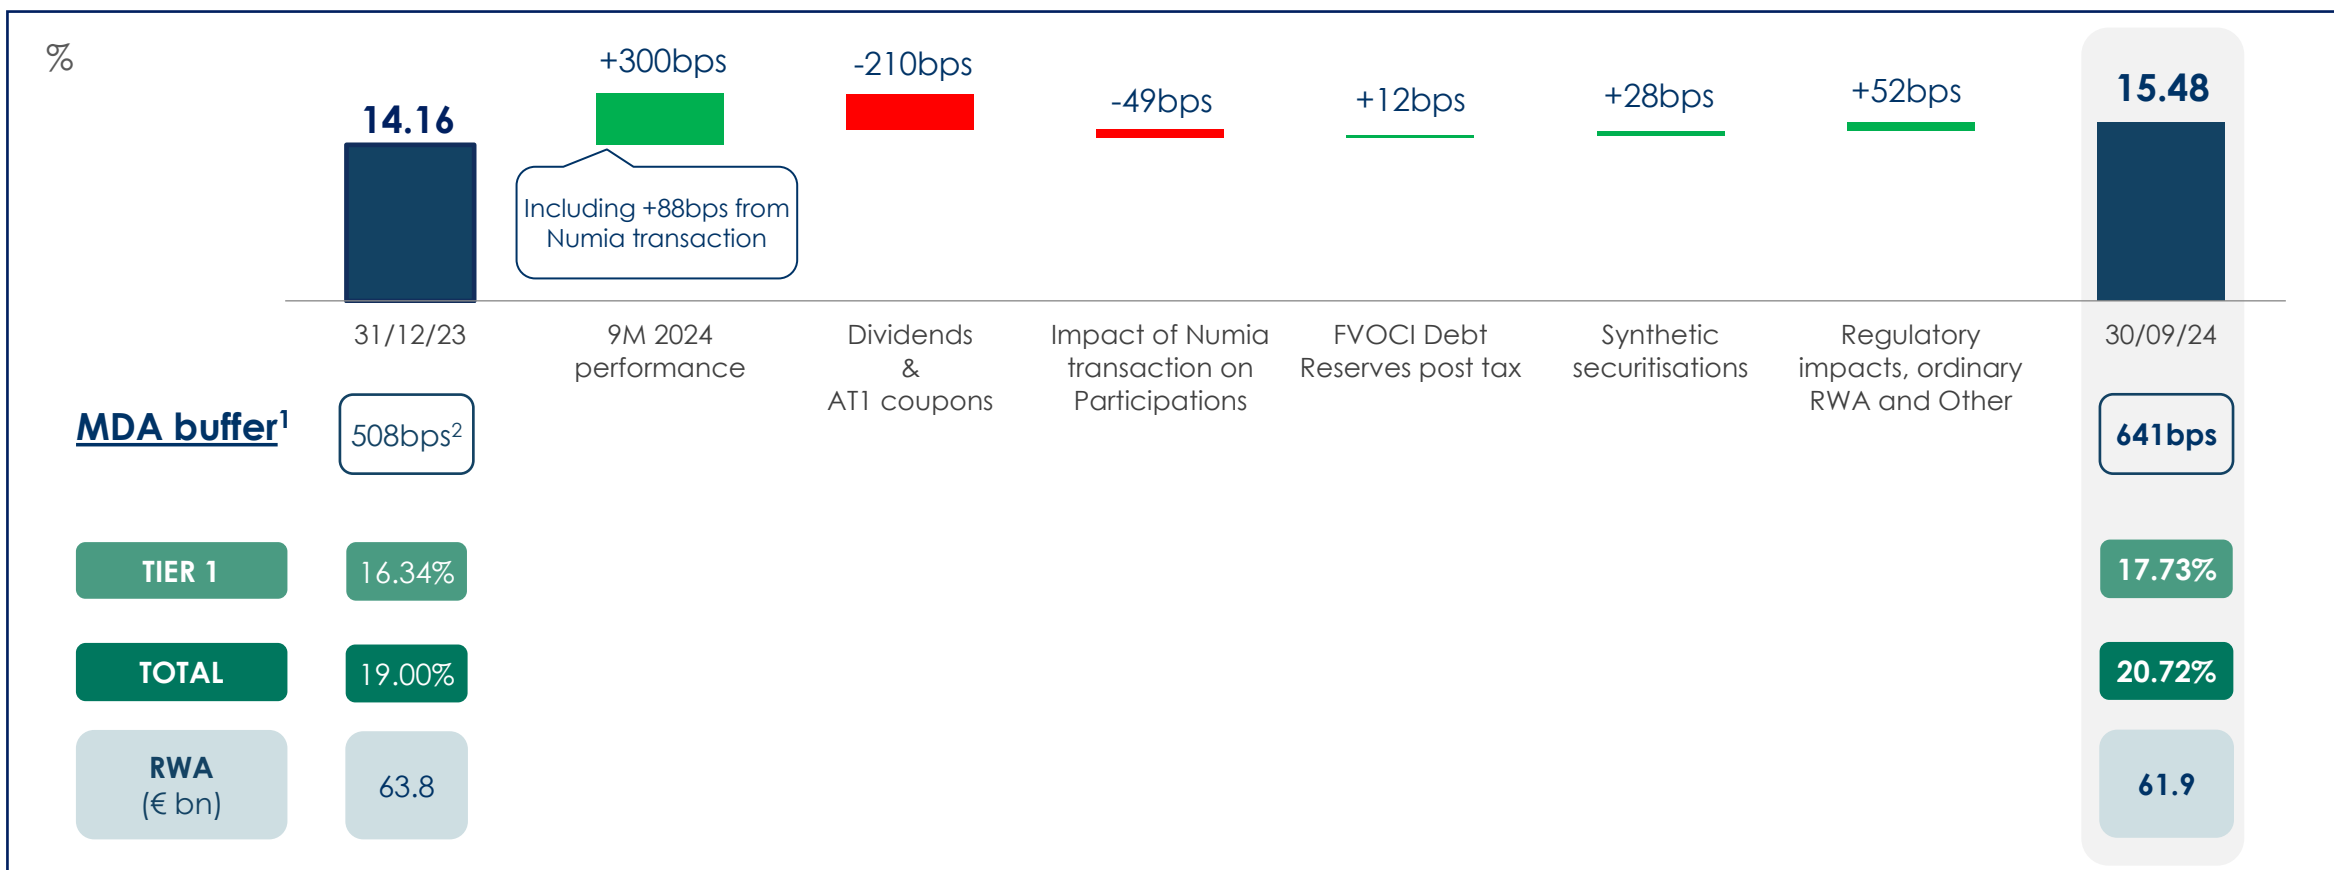 %
14.16
+300bps
-210bps
-49bps
+12bps
+28bps
+52bps
15.48
Including +88bps from
Numia transaction
31/12/23
9M 2024
performance
Dividends
&
AT1 coupons
Impact of Numia
transaction on
Participations
FVOCI Debt
Reserves post tax
Synthetic
securitisations
Regulatory
impacts, ordinary
RWA and Other
30/09/24
MDA buffer¹
508bps²
641bps
TIER 1
16.34%
17.73%
TOTAL
19.00%
20.72%
RWA
(€ bn)
63.8
61.9